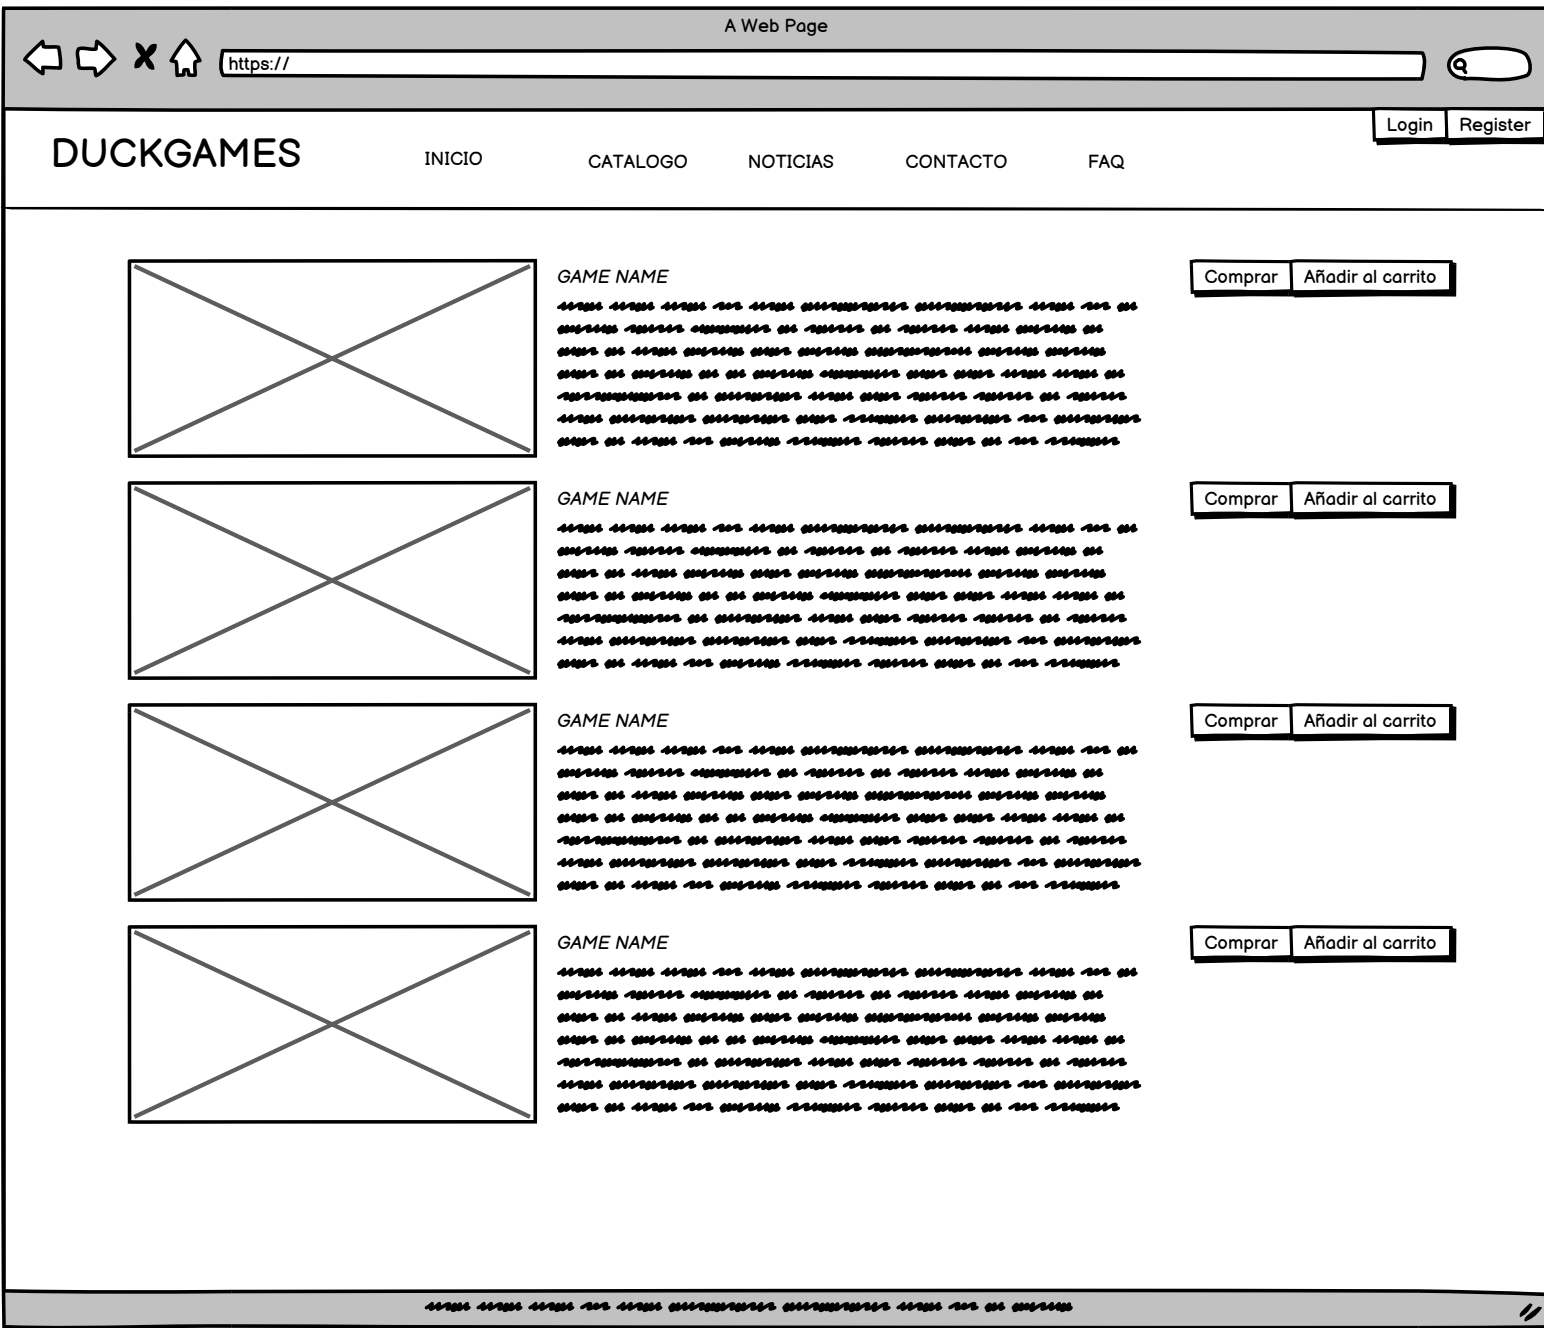 A Web Page
https://
Login Register
DUCKGAMES INICIO CATALOGO NOTICIAS CONTACTO FAQ
GAME NAME Comprar Añadir al carrito
GAME NAME Comprar Añadir al carrito
GAME NAME Comprar Añadir al carrito
GAME NAME Comprar Añadir al carrito